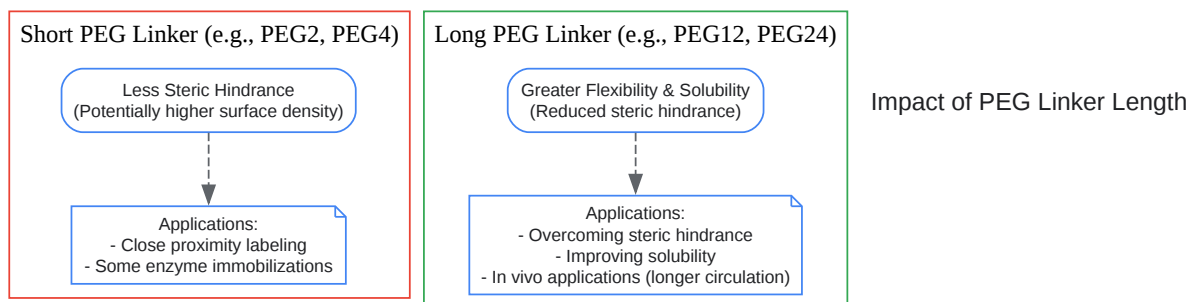 Short PEG Linker (e.g., PEG2, PEG4)
Less Steric Hindrance
(Potentially higher surface density)
Applications:
- Close proximity labeling
- Some enzyme immobilizations
Long PEG Linker (e.g., PEG12, PEG24)
Greater Flexibility & Solubility
(Reduced steric hindrance)
Applications:
- Overcoming steric hindrance
- Improving solubility
- In vivo applications (longer circulation)
Impact of PEG Linker Length